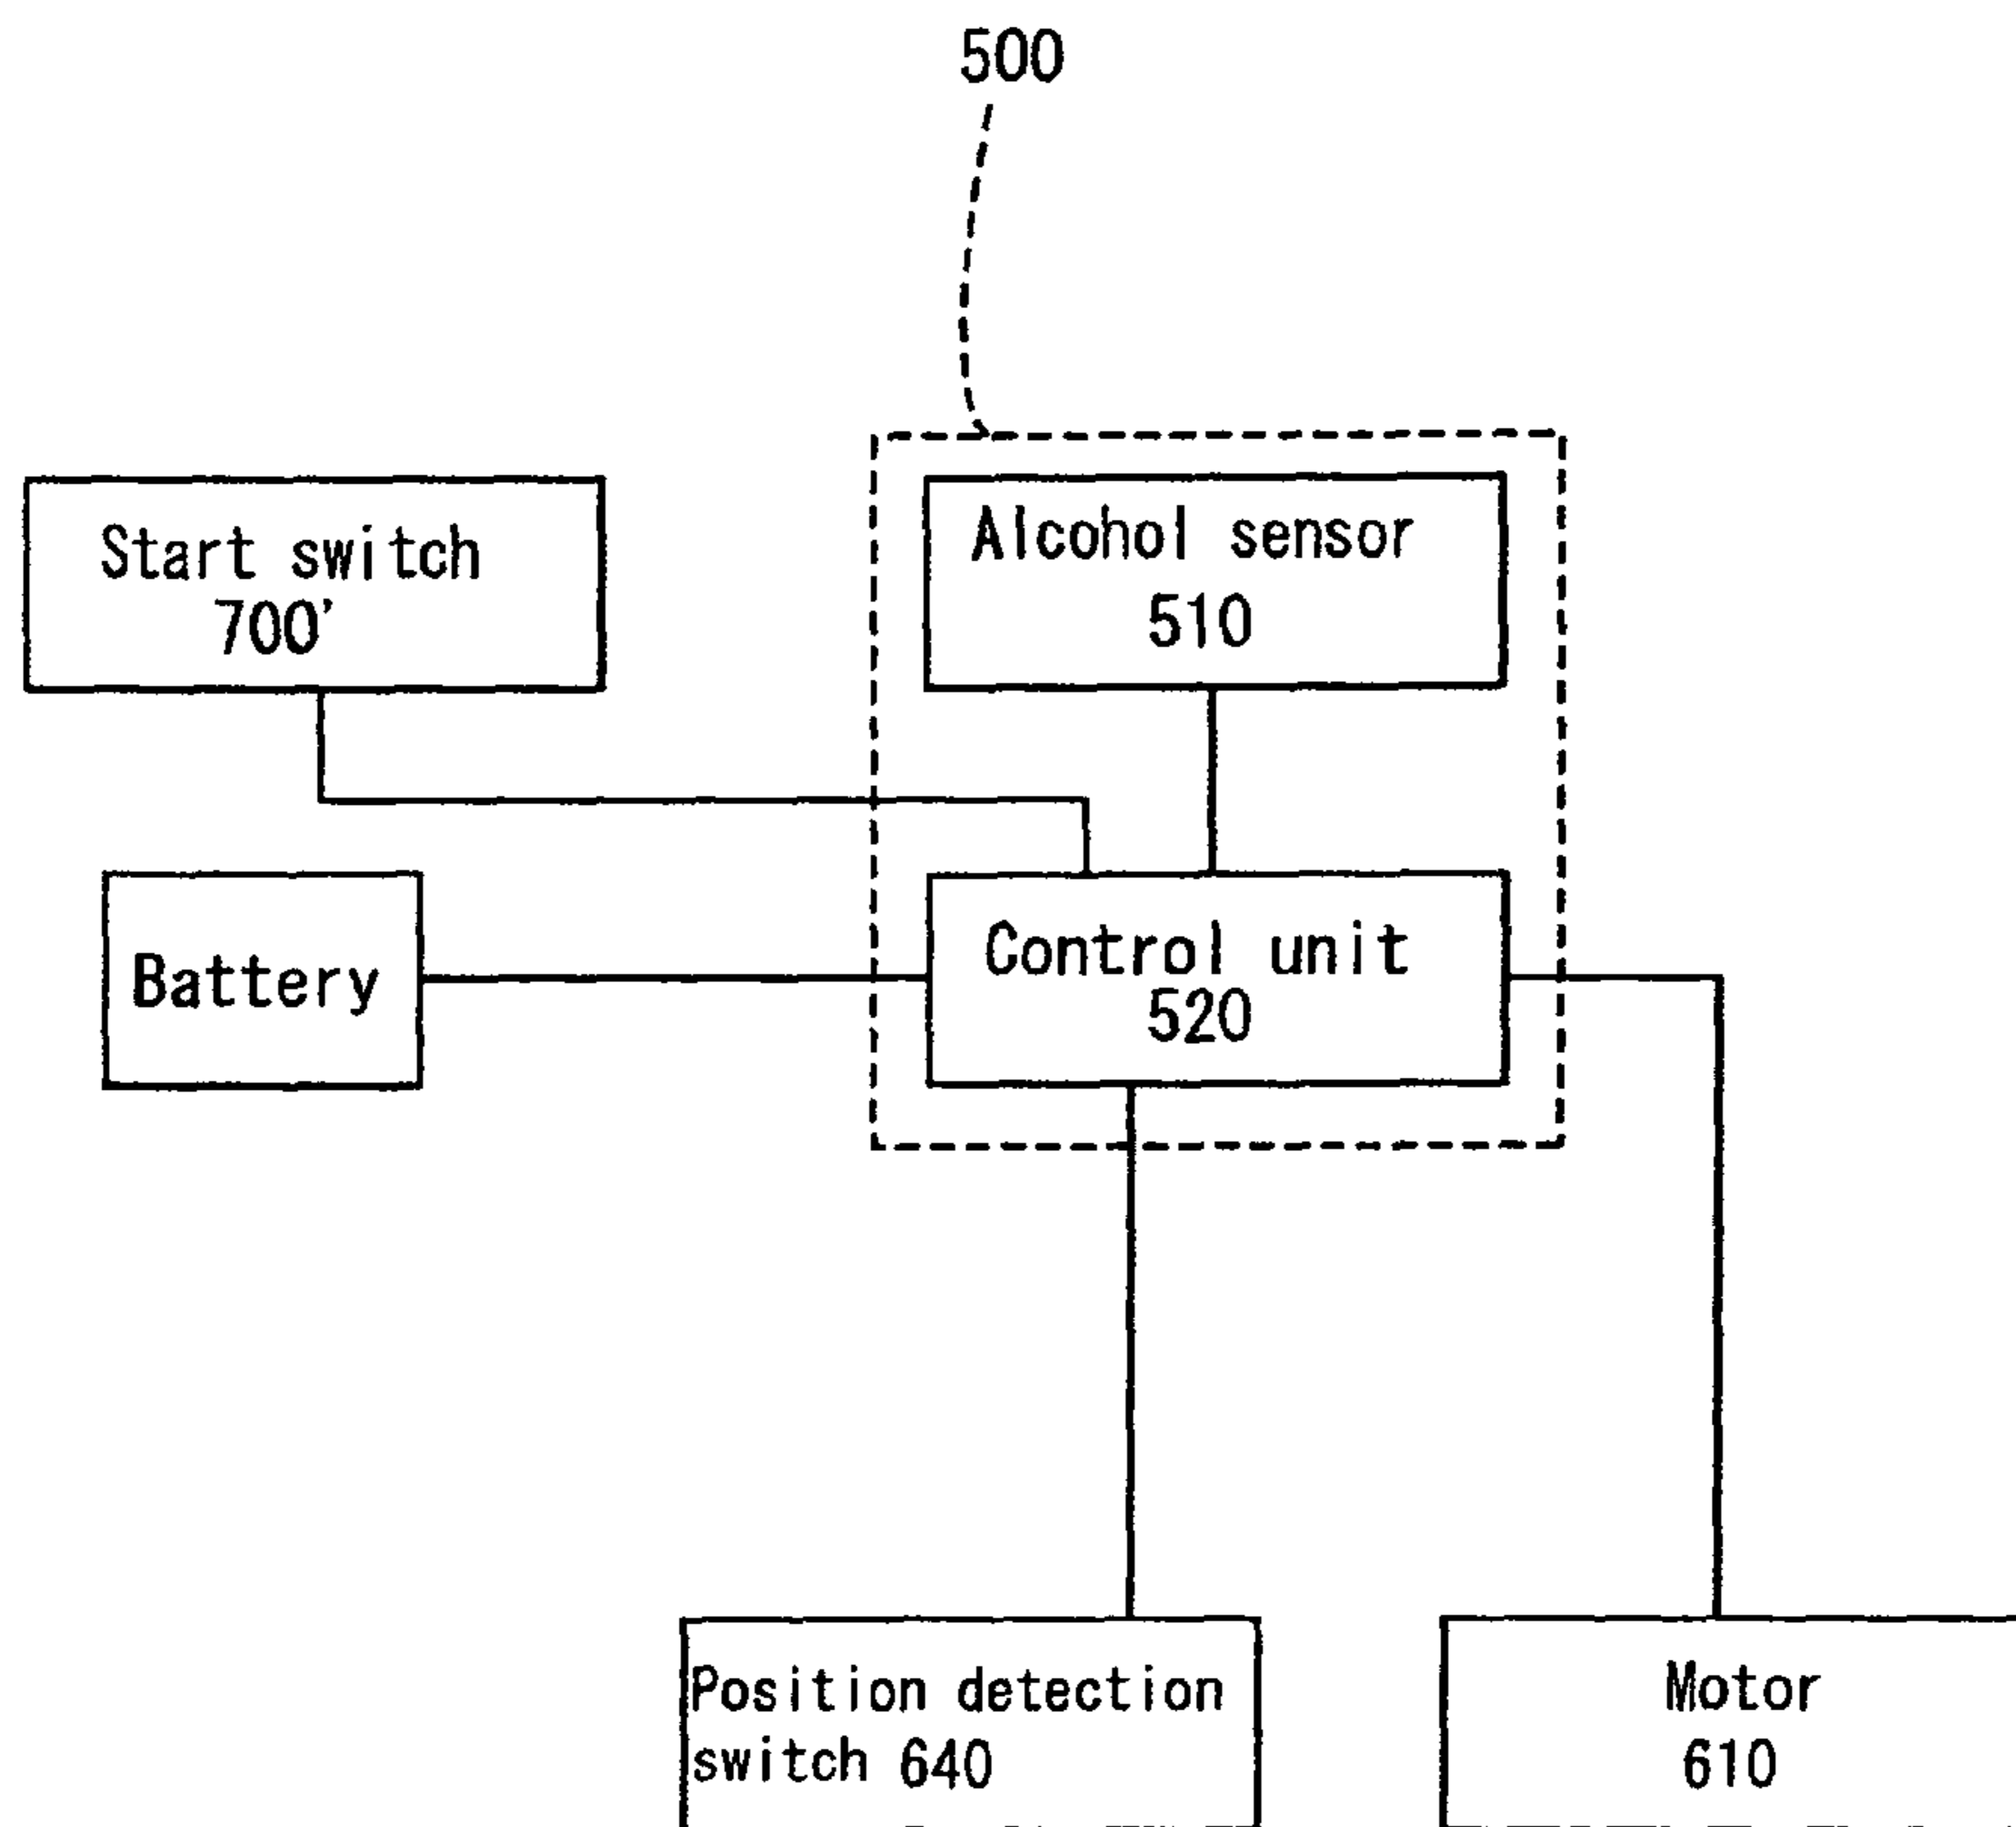 500
Start switch
700'
Alcohol sensor
510
Battery
Control unit
520
Position detection
switch 640
Motor
610